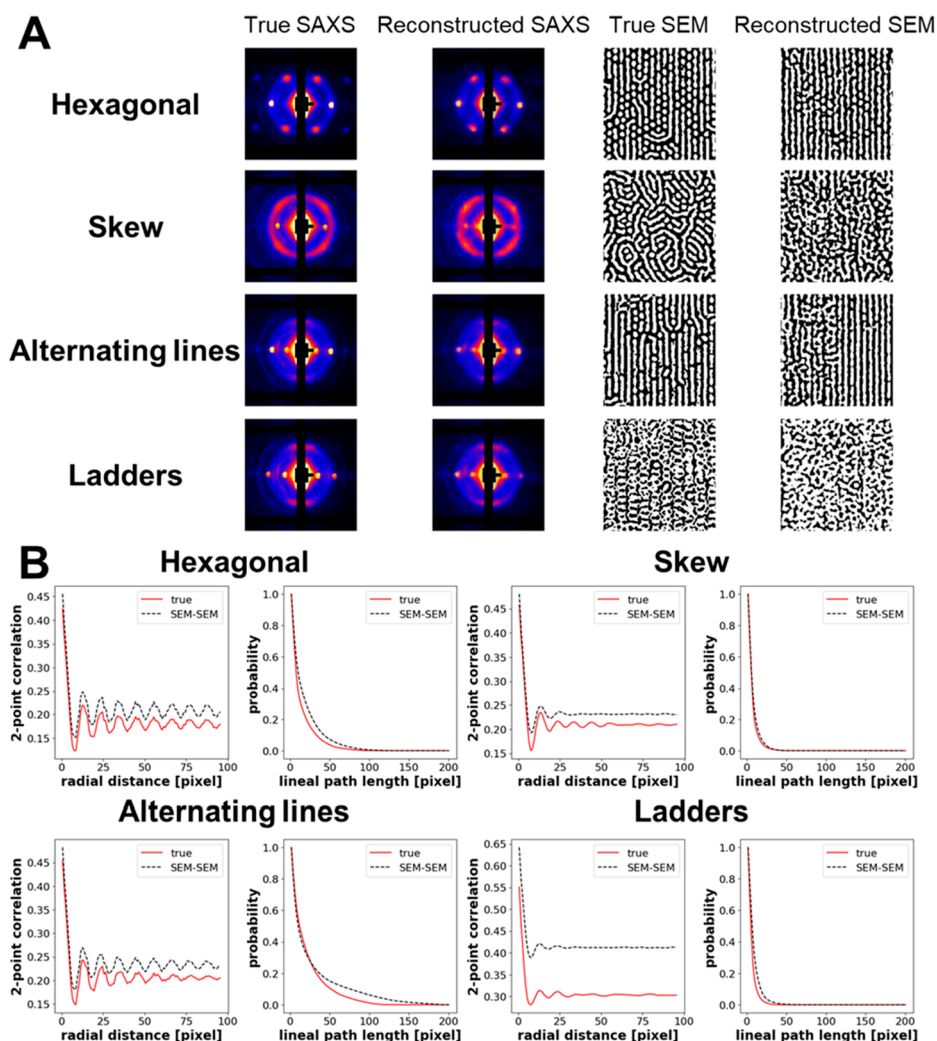 A
True SAXS Reconstructed SAXS True SEM Reconstructed SEM
Hexagonal
Skew
Alternating lines
Ladders
B
Hexagonal Skew
2-point correlation
0.45
0.40
0.35
0.30
0.25
0.20
0.15
true
SEM-SEM
0 25 50 75 100
radial distance [pixel]
probability
1.0
0.8
0.6
0.4
0.2
0.0
true
SEM-SEM
0 50 100 150 200
lineal path length [pixel]
2-point correlation
0.45
0.40
0.35
0.30
0.25
0.20
0.15
true
SEM-SEM
0 25 50 75 100
radial distance [pixel]
probability
1.0
0.8
0.6
0.4
0.2
0.0
true
SEM-SEM
0 50 100 150 200
lineal path length [pixel]
Alternating lines Ladders
2-point correlation
0.45
0.40
0.35
0.30
0.25
0.20
0.15
true
SEM-SEM
0 25 50 75 100
radial distance [pixel]
probability
1.0
0.8
0.6
0.4
0.2
0.0
true
SEM-SEM
0 50 100 150 200
lineal path length [pixel]
2-point correlation
0.65
0.60
0.55
0.50
0.45
0.40
0.35
0.30
true
SEM-SEM
0 25 50 75 100
radial distance [pixel]
probability
1.0
0.8
0.6
0.4
0.2
0.0
true
SEM-SEM
0 50 100 150 200
lineal path length [pixel]